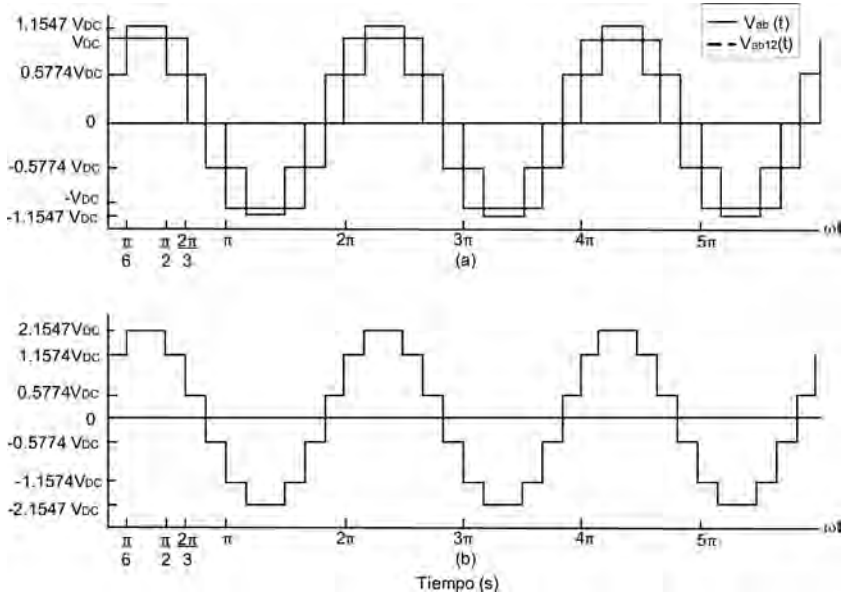 1.1547 VDC
VDC
0.5774VDC
0
-0.5774 VDC
-VDC
-1.1547 VDC
Vab (t)
Vab12(t)
π/6 π/2 2π/3 π 2π 3π 4π 5π ωt
(a)
2.1547VDC
1.1574VDC
0.5774VDC
0
-0.5774 VDC
-1.1574VDC
-2.1547 VDC
π/6 π/2 2π/3 π 2π 3π 4π 5π ωt
(b)
Tiempo (s)